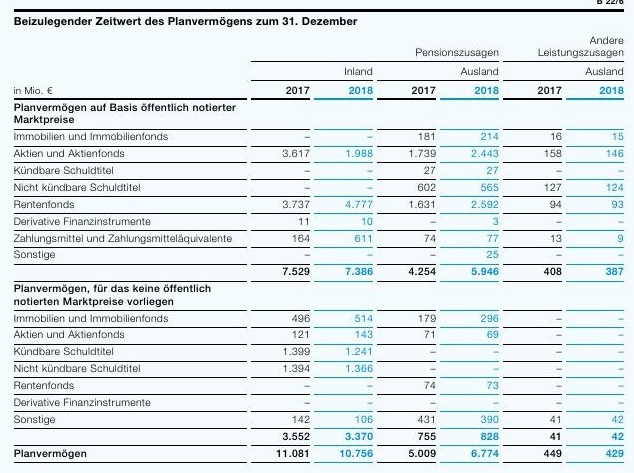 B 22/6
Beizulegender Zeitwert des Planvermögens zum 31. Dezember
Andere
Pensionszusagen Leistungszusagen
Inland Ausland Ausland
in Mio. € 2017 2018 2017 2018 2017 2018
Planvermögen auf Basis öffentlich notierter
Marktpreise
Immobilien und Immobilienfonds – – 181 214 16 15
Aktien und Aktienfonds 3.617 1.988 1.739 2.443 158 146
Kündbare Schuldtitel – – 27 27 – –
Nicht kündbare Schuldtitel – – 602 565 127 124
Rentenfonds 3.737 4.777 1.631 2.592 94 93
Derivative Finanzinstrumente 11 10 – 3 – –
Zahlungsmittel und Zahlungsmitteläquivalente 164 611 74 77 13 9
Sonstige – – – 25 – –
7.529 7.386 4.254 5.946 408 387
Planvermögen, für das keine öffentlich
notierten Marktpreise vorliegen
Immobilien und Immobilienfonds 496 514 179 296 – –
Aktien und Aktienfonds 121 143 71 69 – –
Kündbare Schuldtitel 1.399 1.241 – – – –
Nicht kündbare Schuldtitel 1.394 1.366 – – – –
Rentenfonds – – 74 73 – –
Derivative Finanzinstrumente – – – – – –
Sonstige 142 106 431 390 41 42
3.552 3.370 755 828 41 42
Planvermögen 11.081 10.756 5.009 6.774 449 429